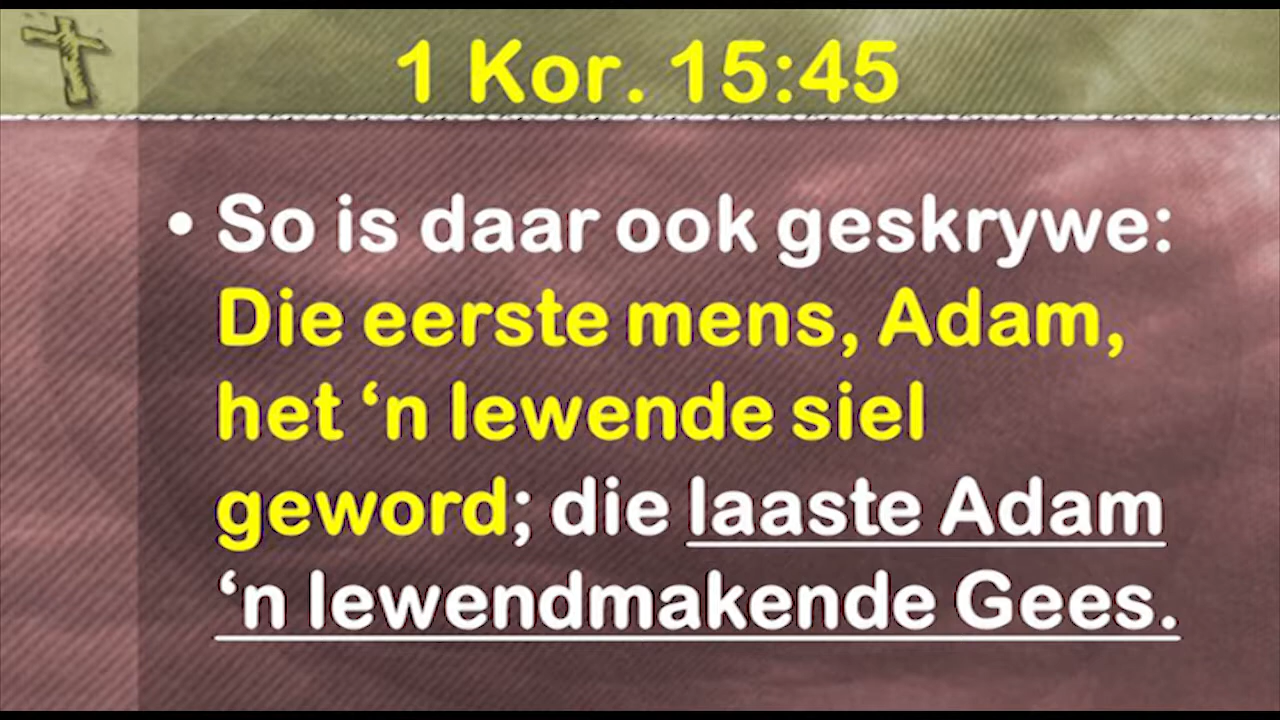 1 Kor. 15:45
• So is daar ook geskrywe:
Die eerste mens, Adam,
het ‘n lewende siel
geword; die laaste Adam
‘n lewendmakende Gees.